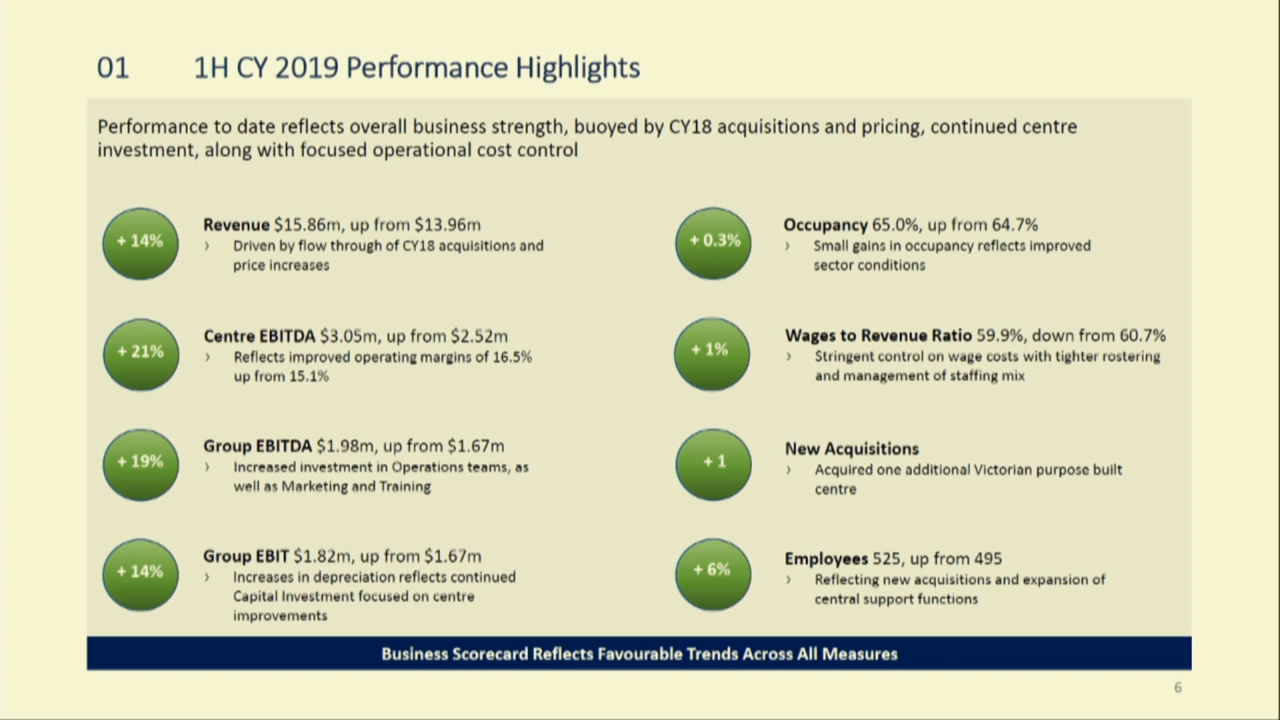 01 1H CY 2019 Performance Highlights
Performance to date reflects overall business strength, buoyed by CY18 acquisitions and pricing, continued centre
investment, along with focused operational cost control
+ 14%
Revenue $15.86m, up from $13.96m
› Driven by flow through of CY18 acquisitions and
price increases
+ 21%
Centre EBITDA $3.05m, up from $2.52m
› Reflects improved operating margins of 16.5%
up from 15.1%
+ 19%
Group EBITDA $1.98m, up from $1.67m
› Increased investment in Operations teams, as
well as Marketing and Training
+ 14%
Group EBIT $1.82m, up from $1.67m
› Increases in depreciation reflects continued
Capital Investment focused on centre
improvements
+ 0.3%
Occupancy 65.0%, up from 64.7%
› Small gains in occupancy reflects improved
sector conditions
+ 1%
Wages to Revenue Ratio 59.9%, down from 60.7%
› Stringent control on wage costs with tighter rostering
and management of staffing mix
+ 1
New Acquisitions
› Acquired one additional Victorian purpose built
centre
+ 6%
Employees 525, up from 495
› Reflecting new acquisitions and expansion of
central support functions
Business Scorecard Reflects Favourable Trends Across All Measures
6